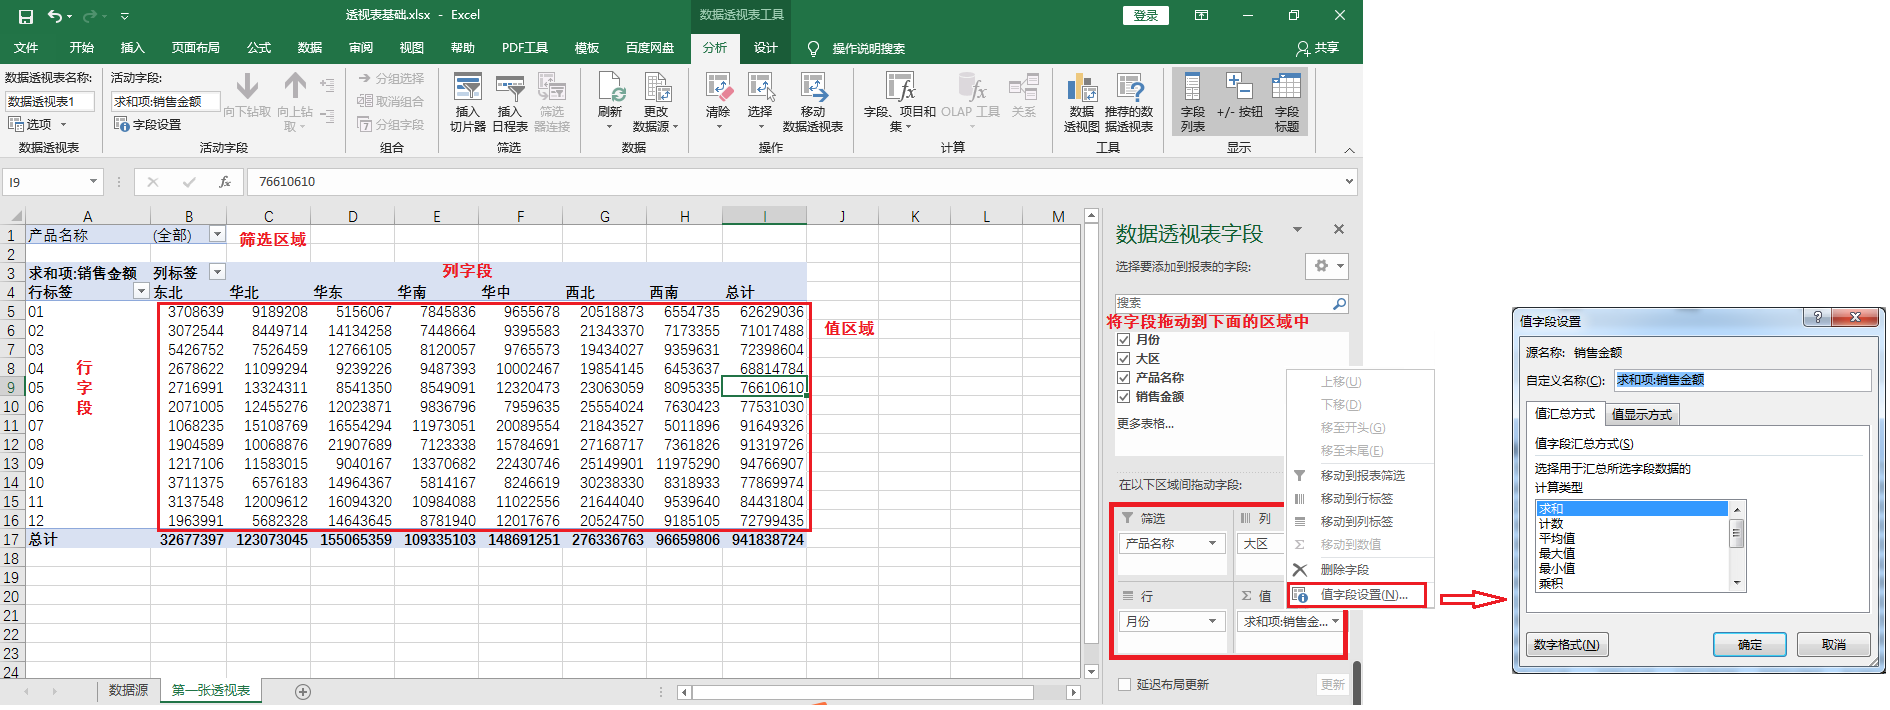 透视表基础.xlsx - Excel
数据透视表工具
登录
文件 开始 插入 页面布局 公式 数据 审阅 视图 帮助 PDF工具 模板 百度网盘 分析 设计 操作说明搜索 共享
数据透视表名称:
数据透视表1
选项
数据透视表
活动字段:
求和项:销售金额
字段设置
向下钻取
向上钻取
活动字段
分组选择
取消组合
分组字段
组合
插入切片器
插入日程表
筛选器连接
筛选
刷新
更改数据源
数据
清除
选择
移动数据透视表
操作
字段、项目和集
OLAP 工具
关系
计算
数据透视图
推荐的数据透视表
工具
字段列表
+/- 按钮
字段标题
显示
I9
fx
76610610
A B C D E F G H I J K L M
1 产品名称 (全部) 筛选区域
2
3 求和项:销售金额 列标签 列字段
4 行标签 东北 华北 华东 华南 华中 西北 西南 总计
5 01 3708639 9189208 5156067 7845836 9655678 20518873 6554735 62629036
6 02 3072544 8449714 14134258 7448664 9395583 21343370 7173355 71017488
7 03 5426752 7526459 12766105 8120057 9765573 19434027 9359631 72398604
8 04 2678622 11099294 9239226 9487393 10002467 19854145 6453637 68814784
9 05 2716991 13324311 8541350 8549091 12320473 23063059 8095335 76610610
10 06 2071005 12455276 12023871 9836796 7959635 25554024 7630423 77531030
11 07 1068235 15108769 16554294 11973051 20089554 21843527 5011896 91649326
12 08 1904589 10068876 21907689 7123338 15784691 27168717 7361826 91319726
13 09 1217106 11583015 9040167 13370682 22430746 25149901 11975290 94766907
14 10 3711375 6576183 14964367 5814167 8246619 30238330 8318933 77869974
15 11 3137548 12009612 16094320 10984088 11022556 21644040 9539640 84431804
16 12 1963991 5682328 14643645 8781940 12017676 20524750 9185105 72799435
17 总计 32677397 123073045 155065359 109335103 148691251 276336763 96659806 941838724
18
19
20
21
22
23
24
行
字
段
值区域
数据源 第一张透视表
数据透视表字段
选择要添加到报表的字段:
搜索
将字段拖动到下面的区域中
月份
大区
产品名称
销售金额
更多表格...
在以下区域间拖动字段:
筛选
产品名称
列
大区
行
月份
Σ 值
求和项:销售金...
延迟布局更新
更新
上移(U)
下移(D)
移至开头(G)
移至末尾(E)
移动到报表筛选
移动到行标签
移动到列标签
Σ 移动到数值
删除字段
值字段设置(N)...
值字段设置
源名称: 销售金额
自定义名称(C): 求和项:销售金额
值汇总方式 值显示方式
值字段汇总方式(S)
选择用于汇总所选字段数据的
计算类型
求和
计数
平均值
最大值
最小值
乘积
数字格式(N)
确定
取消